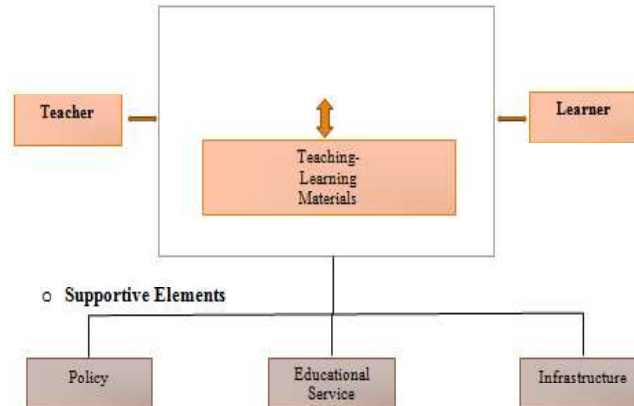 Teacher
Learner
Teaching-
Learning
Materials
o Supportive Elements
Policy
Educational
Service
Infrastructure